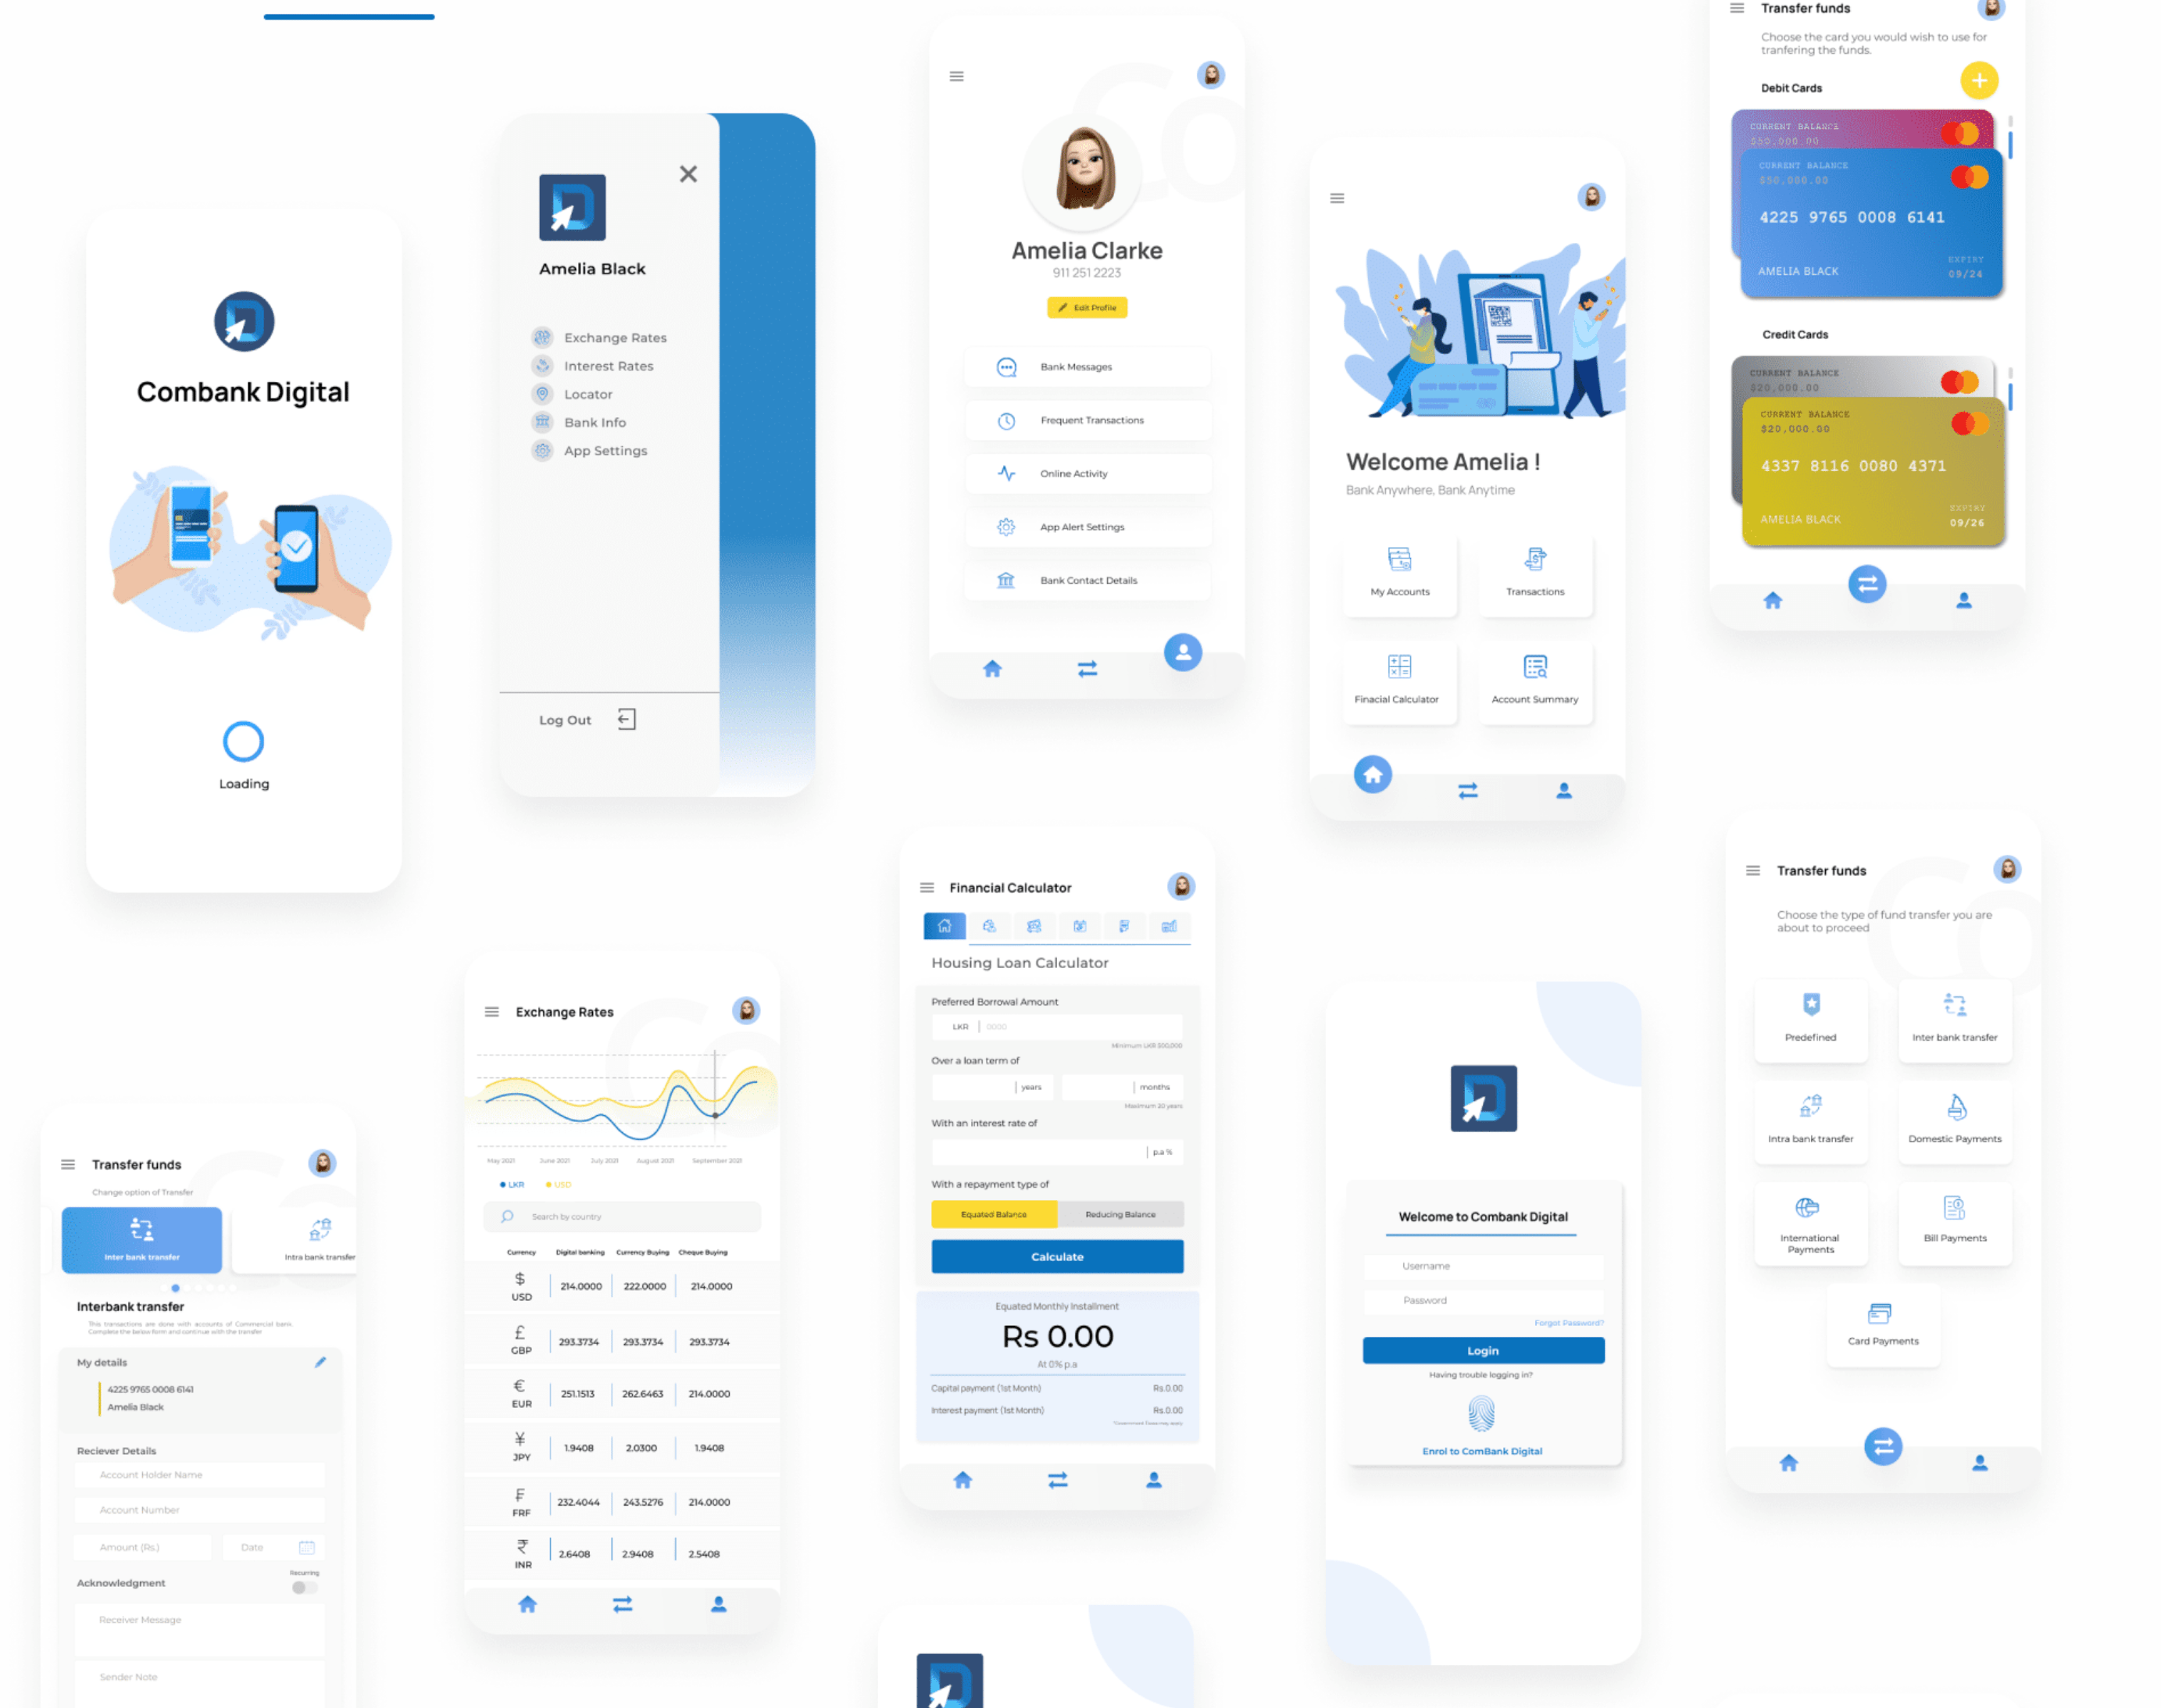 Combank Digital
Loading
Amelia Black
Exchange Rates
Interest Rates
Locator
Bank Info
App Settings
Log Out
Amelia Clarke
911 251 2223
Edit Profile
Bank Messages
Frequent Transactions
Online Activity
App Alert Settings
Bank Contact Details
Welcome Amelia !
Bank Anywhere, Bank Anytime
My Accounts
Transactions
Finacial Calculator
Account Summary
Transfer funds
Choose the card you would wish to use for
tranfering the funds.
Debit Cards
CURRENT BALANCE
$50,000.00
CURRENT BALANCE
$50,000.00
4225 9765 0008 6141
AMELIA BLACK
EXPIRY
09/24
Credit Cards
CURRENT BALANCE
$20,000.00
CURRENT BALANCE
$20,000.00
4337 8116 0080 4371
AMELIA BLACK
EXPIRY
09/26
Transfer funds
Change option of Transfer
Inter bank transfer
Intra bank transfer
Interbank transfer
This transactions are done with accounts of Commercial bank.
Complete the below form and continue with the transfer
My details
4225 9765 0008 6141
Amelia Black
Reciever Details
Account Holder Name
Account Number
Amount (Rs.)
Date
Recurring
Acknowledgment
Receiver Message
Sender Note
Exchange Rates
May 2021 June 2021 July 2021 August 2021 September 2021
LKR USD
Search by country
Currency Digital banking Currency Buying Cheque Buying
$
USD 214.0000 222.0000 214.0000
£
GBP 293.3734 293.3734 293.3734
€
EUR 251.1513 262.6463 214.0000
¥
JPY 1.9408 2.0300 1.9408
₣
FRF 232.4044 243.5276 214.0000
₹
INR 2.6408 2.9408 2.5408
Co
Financial Calculator
Housing Loan Calculator
Preferred Borrowal Amount
LKR 0000
Minimum LKR 300,000
Over a loan term of
years months
Maximum 20 years
With an interest rate of
p.a %
With a repayment type of
Equated Balance Reducing Balance
Calculate
Equated Monthly Installment
Rs 0.00
At 0% p.a
Capital payment (1st Month) Rs.0.00
Interest payment (1st Month) Rs.0.00
Welcome to Combank Digital
Username
Password
Forgot Password?
Login
Having trouble logging in?
Enrol to ComBank Digital
Transfer funds
Choose the type of fund transfer you are
about to proceed
Predefined
Inter bank transfer
Intra bank transfer
Domestic Payments
International
Payments
Bill Payments
Card Payments